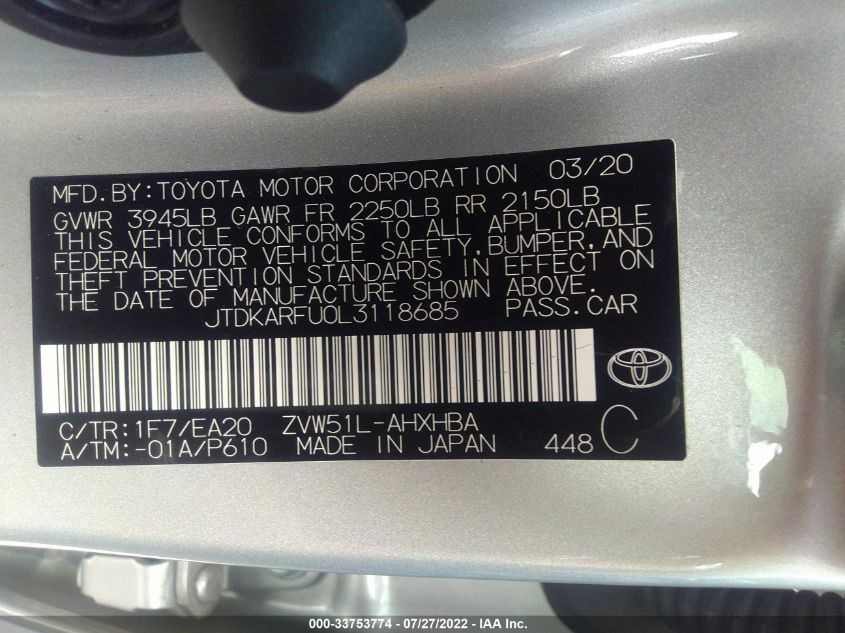 MFD.BY:TOYOTA MOTOR CORPORATION 03/20
GVWR 3945LB GAWR FR 2250LB RR 2150LB
THIS VEHICLE CONFORMS TO ALL APPLICABLE
FEDERAL MOTOR VEHICLE SAFETY,BUMPER,AND
THEFT PREVENTION STANDARDS IN EFFECT ON
THE DATE OF MANUFACTURE SHOWN ABOVE.
JTDKARFU0L3118685 PASS.CAR
C/TR:1F7/EA20 ZVW51L-AHXHBA
A/TM:-01A/P610 MADE IN JAPAN 448 C
000-33753774 - 07/27/2022 - IAA Inc.